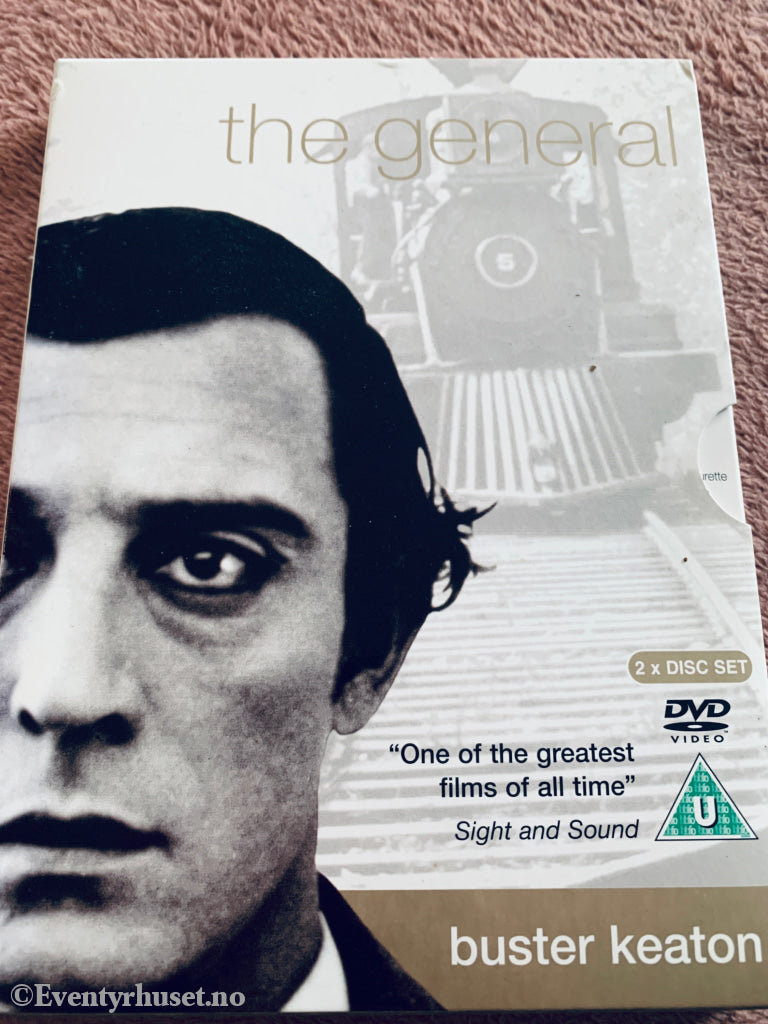 the general
5
2 x DISC SET
DVD
VIDEO
"One of the greatest
films of all time"
Sight and Sound
U
buster keaton
©Eventyrhuset.no